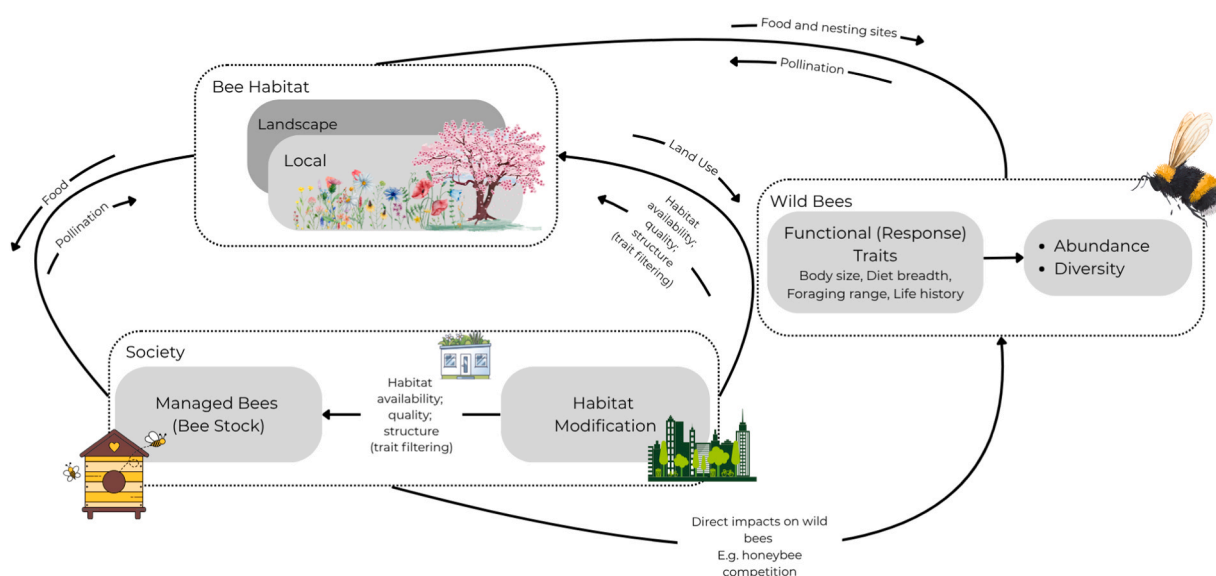 Food and nesting sites
Pollination
Bee Habitat
Landscape
Local
Food
Pollination
Land Use
Habitat
availability;
quality;
structure
(trait filtering)
Wild Bees
Functional (Response)
Traits
Body size, Diet breadth,
Foraging range, Life history
• Abundance
• Diversity
Society
Managed Bees
(Bee Stock)
Habitat
availability;
quality;
structure
(trait filtering)
Habitat
Modification
Direct impacts on wild
bees
E.g. honeybee
competition